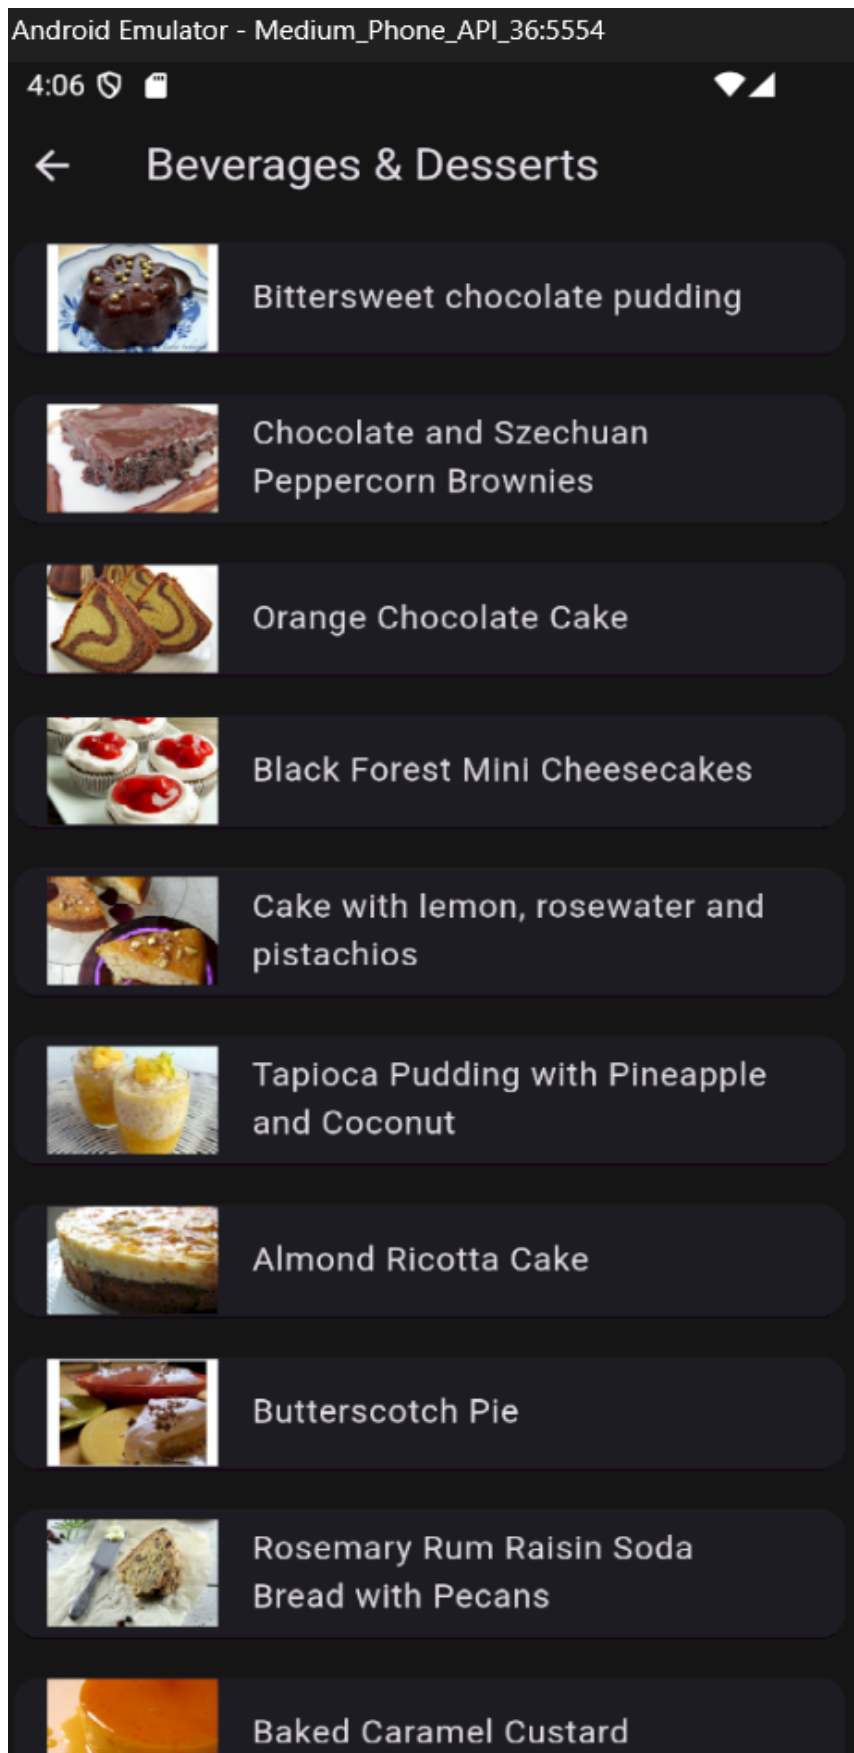 Android Emulator - Medium_Phone_API_36:5554
4:06
Beverages & Desserts
Bittersweet chocolate pudding
Chocolate and Szechuan
Peppercorn Brownies
Orange Chocolate Cake
Black Forest Mini Cheesecakes
Cake with lemon, rosewater and
pistachios
Tapioca Pudding with Pineapple
and Coconut
Almond Ricotta Cake
Butterscotch Pie
Rosemary Rum Raisin Soda
Bread with Pecans
Baked Caramel Custard